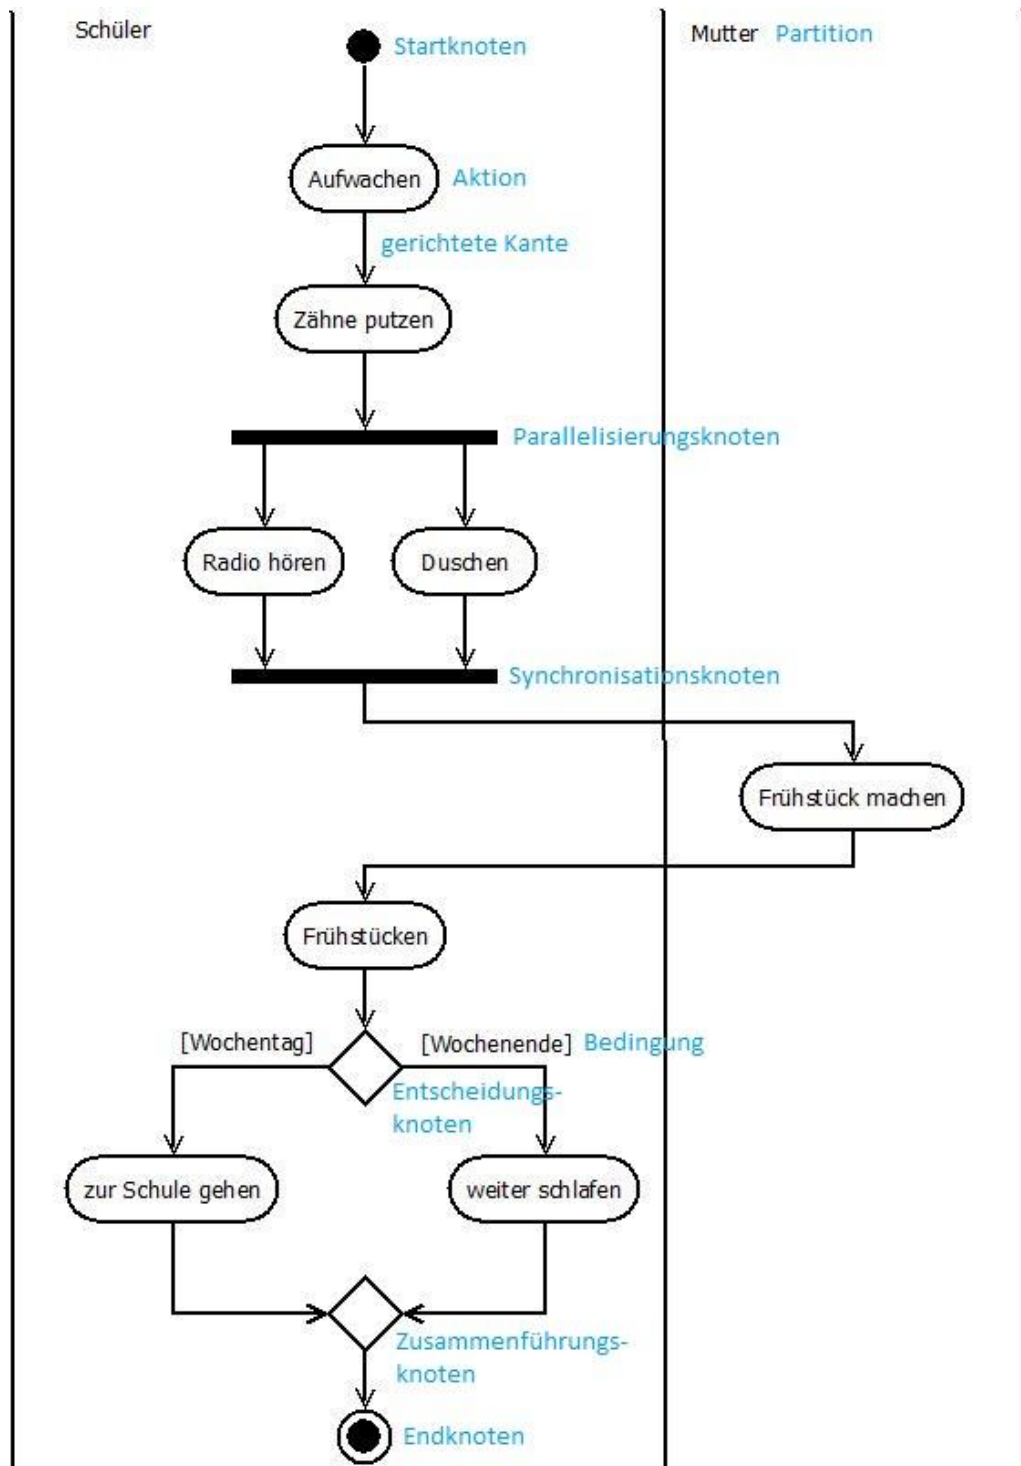 Schüler
Startknoten
Mutter Partition
Aufwachen
Aktion
gerichtete Kante
Zähne putzen
Parallelisierungsknoten
Radio hören
Duschen
Synchronisationsknoten
Frühstück machen
Frühstücken
[Wochentag]
[Wochenende]
Bedingung
Entscheidungs-
knoten
zur Schule gehen
weiter schlafen
Zusammenführungs-
knoten
Endknoten